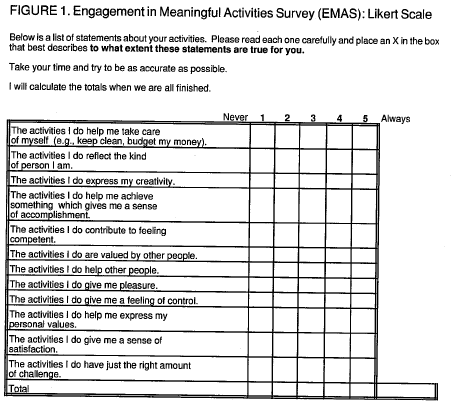 FIGURE 1. Engagement in Meaningful Activities Survey (EMAS): Likert Scale
Below is a list of statements about your activities. Please read each one carefully and place an X in the box
that best describes to what extent these statements are true for you.
Take your time and try to be as accurate as possible.
I will calculate the totals when we are all finished.
Never 1 2 3 4 5 Always
The activities I do help me take care
of myself (e.g., keep clean, budget my money).
The activities I do reflect the kind
of person I am.
The activities I do express my creativity.
The activities I do help me achieve
something which gives me a sense
of accomplishment.
The activities I do contribute to feeling
competent.
The activities I do are valued by other people.
The activities I do help other people.
The activities I do give me pleasure.
The activities I do give me a feeling of control.
The activities I do help me express my
personal values.
The activities I do give me a sense of
satisfaction.
The activities I do have just the right amount
of challenge.
Total